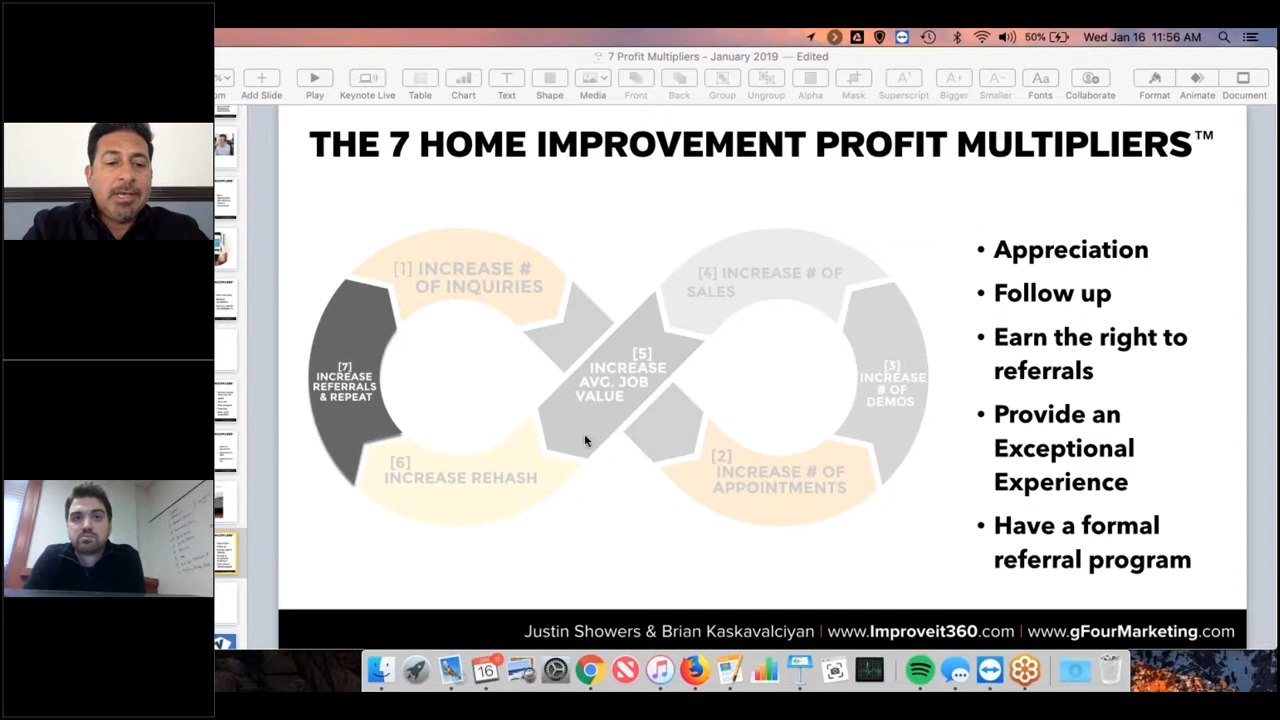 50% Wed Jan 16 11:56 AM
7 Profit Multipliers - January 2019 — Edited
Add Slide Play Keynote Live Table Chart Text Shape Media Front Back Group Ungroup Alpha Mask Superscript Bigger Smaller Fonts Collaborate Format Animate Document
THE 7 HOME IMPROVEMENT PROFIT MULTIPLIERS™
[1] INCREASE #
OF INQUIRIES
[4] INCREASE # OF
SALES
[5]
INCREASE
AVG. JOB
VALUE
[7]
INCREASE
REFERRALS
& REPEAT
[3]
INCREASE
# OF
DEMOS
[6]
INCREASE REHASH
[2]
INCREASE # OF
APPOINTMENTS
• Appreciation
• Follow up
• Earn the right to
referrals
• Provide an
Exceptional
Experience
• Have a formal
referral program
Justin Showers & Brian Kaskavalciyan | www.Improveit360.com | www.gFourMarketing.com
JAN
16